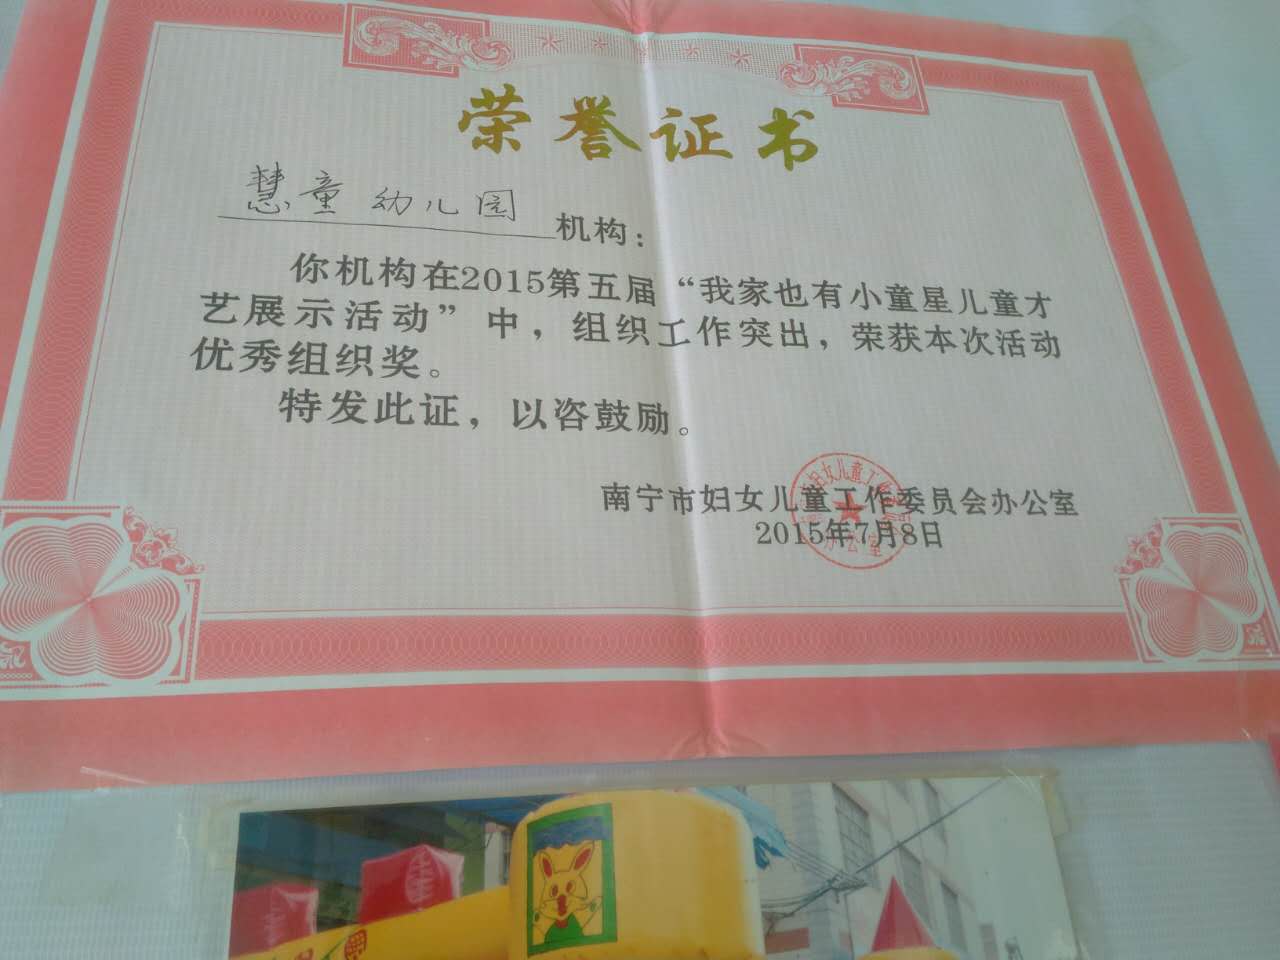 荣誉证书
慧童幼儿园机构：
你机构在2015第五届“我家也有小童星儿童才
艺展示活动”中，组织工作突出，荣获本次活动
优秀组织奖。
特发此证，以咨鼓励。
南宁市妇女儿童工作委员会办公室
2015年7月8日